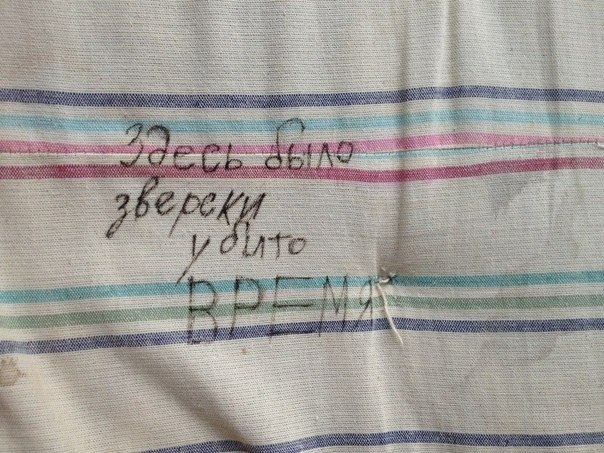 Здесь было
зверски
убито
ВРЕМЯ